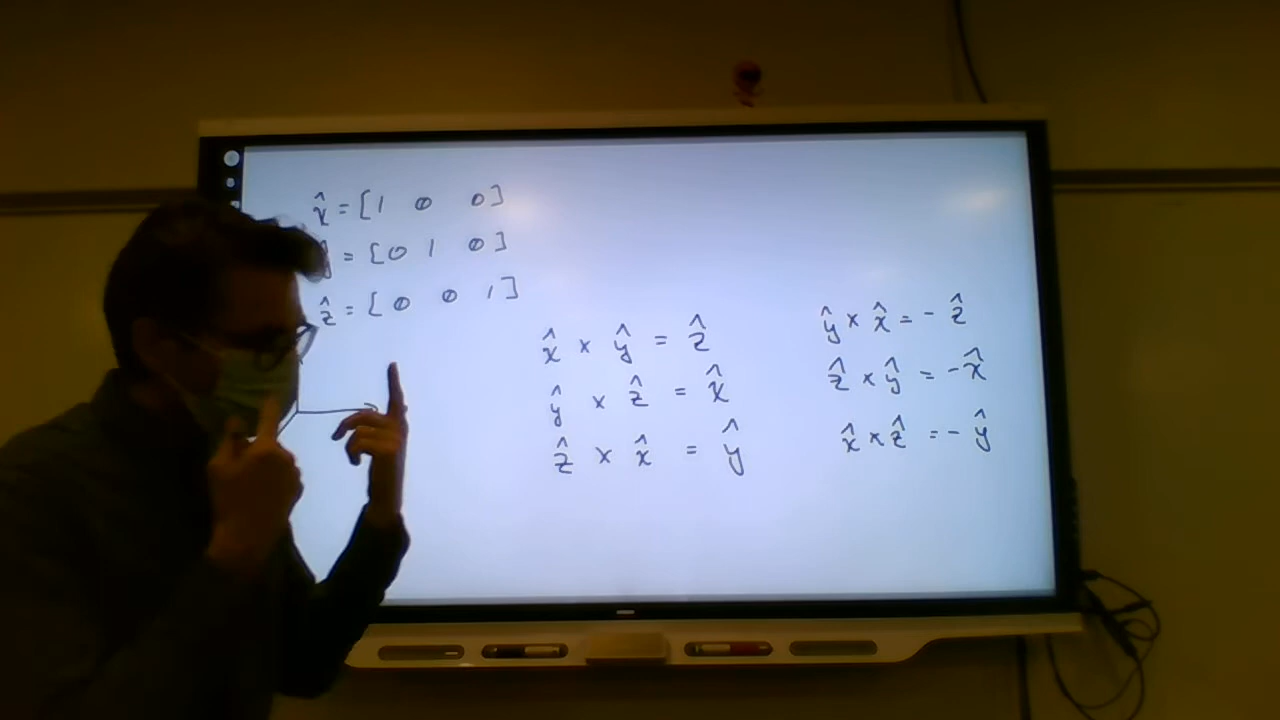 x̂ = [1 0 0]
= [0 1 0]
ẑ = [0 0 1]
x̂ × ŷ = ẑ
ŷ × ẑ = x̂
ẑ × x̂ = ŷ
ŷ × x̂ = - ẑ
ẑ × ŷ = - x̂
x̂ × ẑ = - ŷ